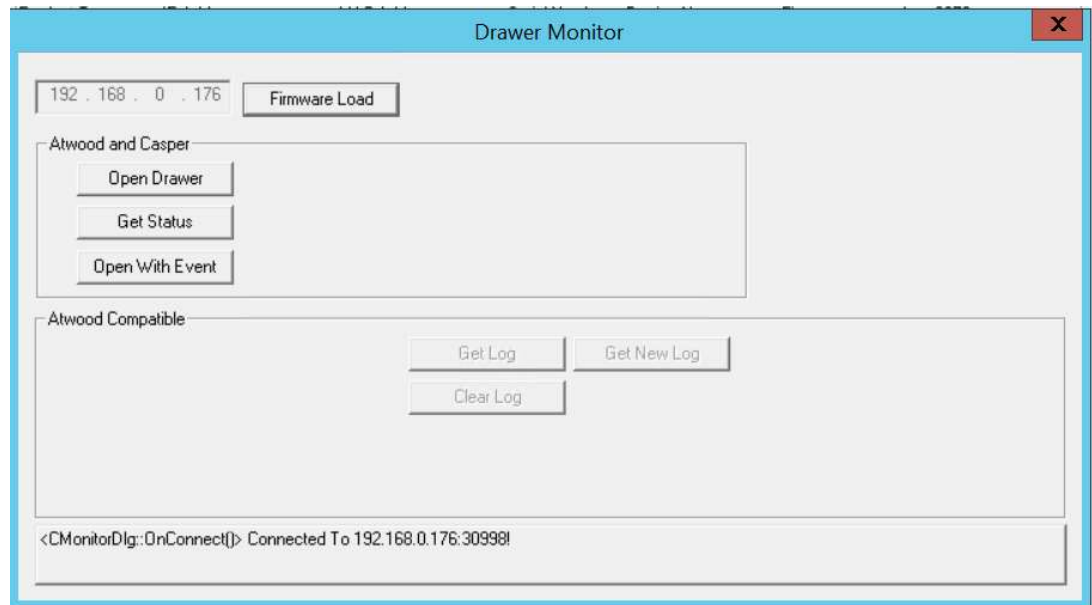 Drawer Monitor
X
192 . 168 . 0 . 176
Firmware Load
Atwood and Casper
Open Drawer
Get Status
Open With Event
Atwood Compatible
Get Log Get New Log
Clear Log
<CMonitorDlg::OnConnect()> Connected To 192.168.0.176:30998!